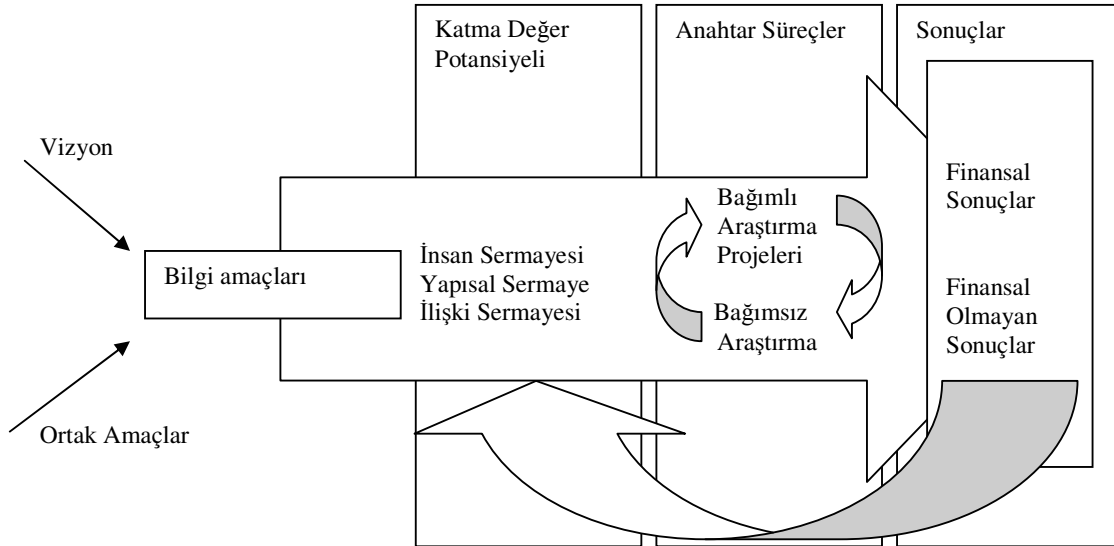 Katma Değer
Potansiyeli
Anahtar Süreçler
Sonuçlar
Vizyon
Bilgi amaçları
Ortak Amaçlar
İnsan Sermayesi
Yapısal Sermaye
İlişki Sermayesi
Bağımlı
Araştırma
Projeleri
Bağımsız
Araştırma
Finansal
Sonuçlar
Finansal
Olmayan
Sonuçlar